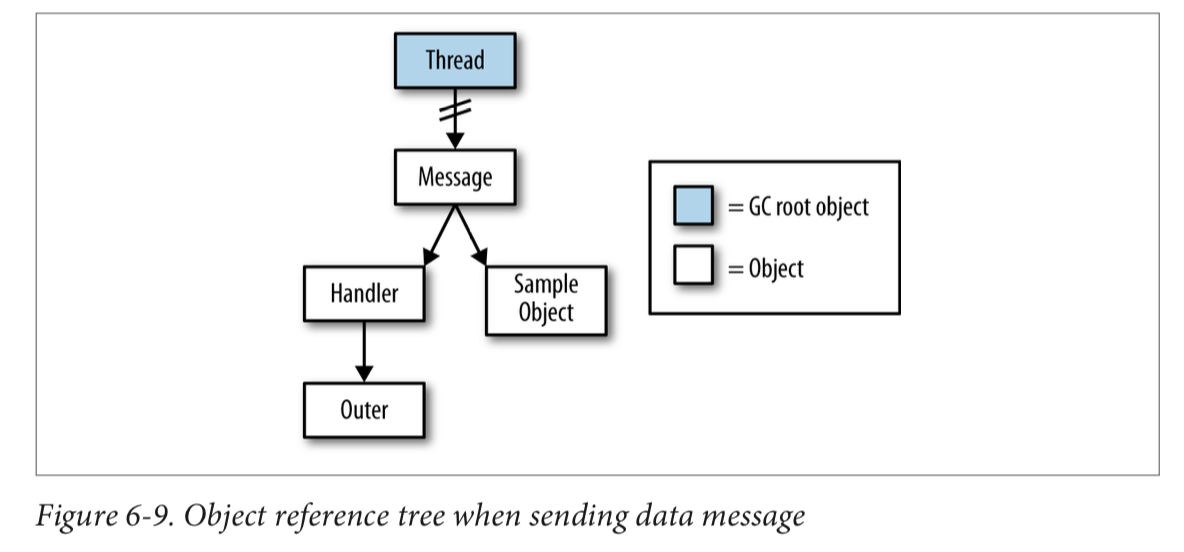 Thread
Message
= GC root object
= Object
Handler
Sample
Object
Outer
Figure 6-9. Object reference tree when sending data message